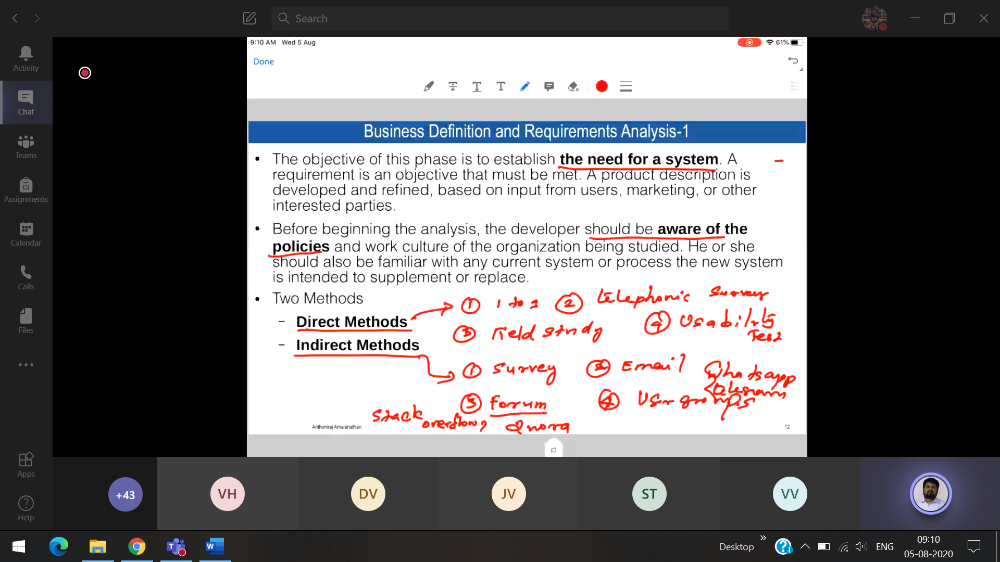 Search
9:10 AM Wed 5 Aug
61%
Done
Activity
Chat
Teams
Assignments
Calendar
Calls
Files
Apps
Help
Business Definition and Requirements Analysis-1
• The objective of this phase is to establish the need for a system. A
requirement is an objective that must be met. A product description is
developed and refined, based on input from users, marketing, or other
interested parties.
• Before beginning the analysis, the developer should be aware of the
policies and work culture of the organization being studied. He or she
should also be familiar with any current system or process the new system
is intended to supplement or replace.
• Two Methods
– Direct Methods
① 1 to 1 ② telephonic survey
③ Field study ④ Usability Test
– Indirect Methods
① Survey ② Email Whatsapp
telegram
③ Forum ④ User groups
Stack overflow, Quora
Anthoniraj Amalanathan
12
12
+43
VH
DV
JV
ST
VV
Desktop
ENG
09:10
05-08-2020